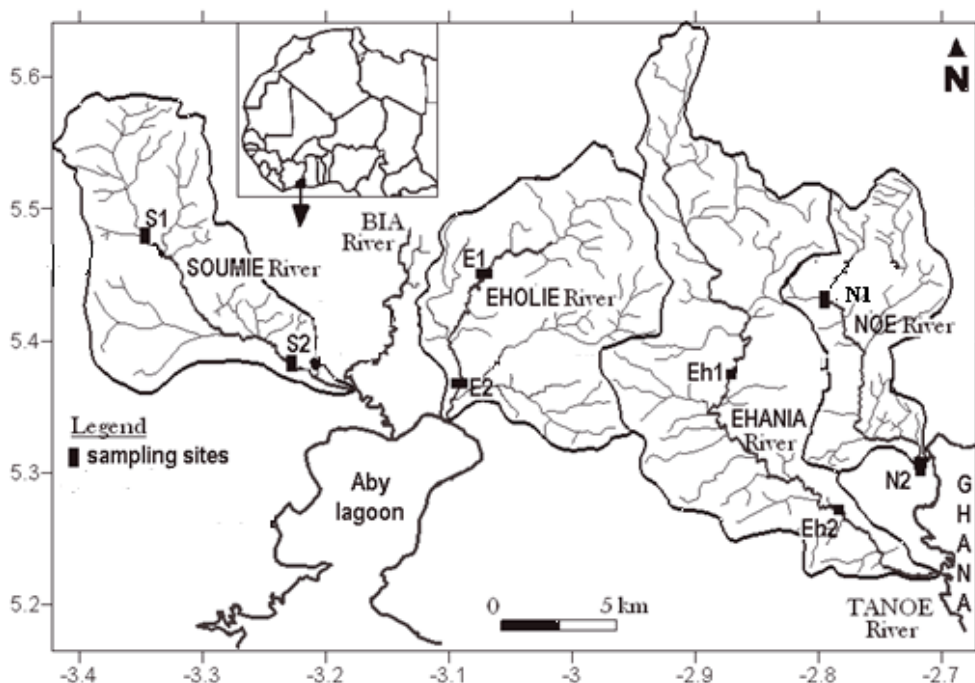 N
5.6
5.5
5.4
5.3
5.2
S1
SOUMIE River
S2
BIA
River
E1
EHOLIE River
E2
N1
NOE River
Eh1
EHANIA
River
N2
Eh2
GHANA
TANOE
River
Legend
sampling sites
Aby
lagoon
0 5 km
-3.4 -3.3 -3.2 -3.1 -3 -2.9 -2.8 -2.7